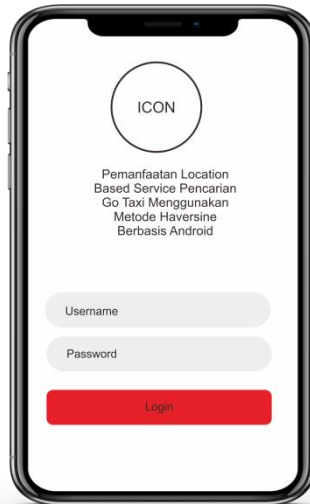 ICON
Pemanfaatan Location
Based Service Pencarian
Go Taxi Menggunakan
Metode Haversine
Berbasis Android
Username
Password
Login